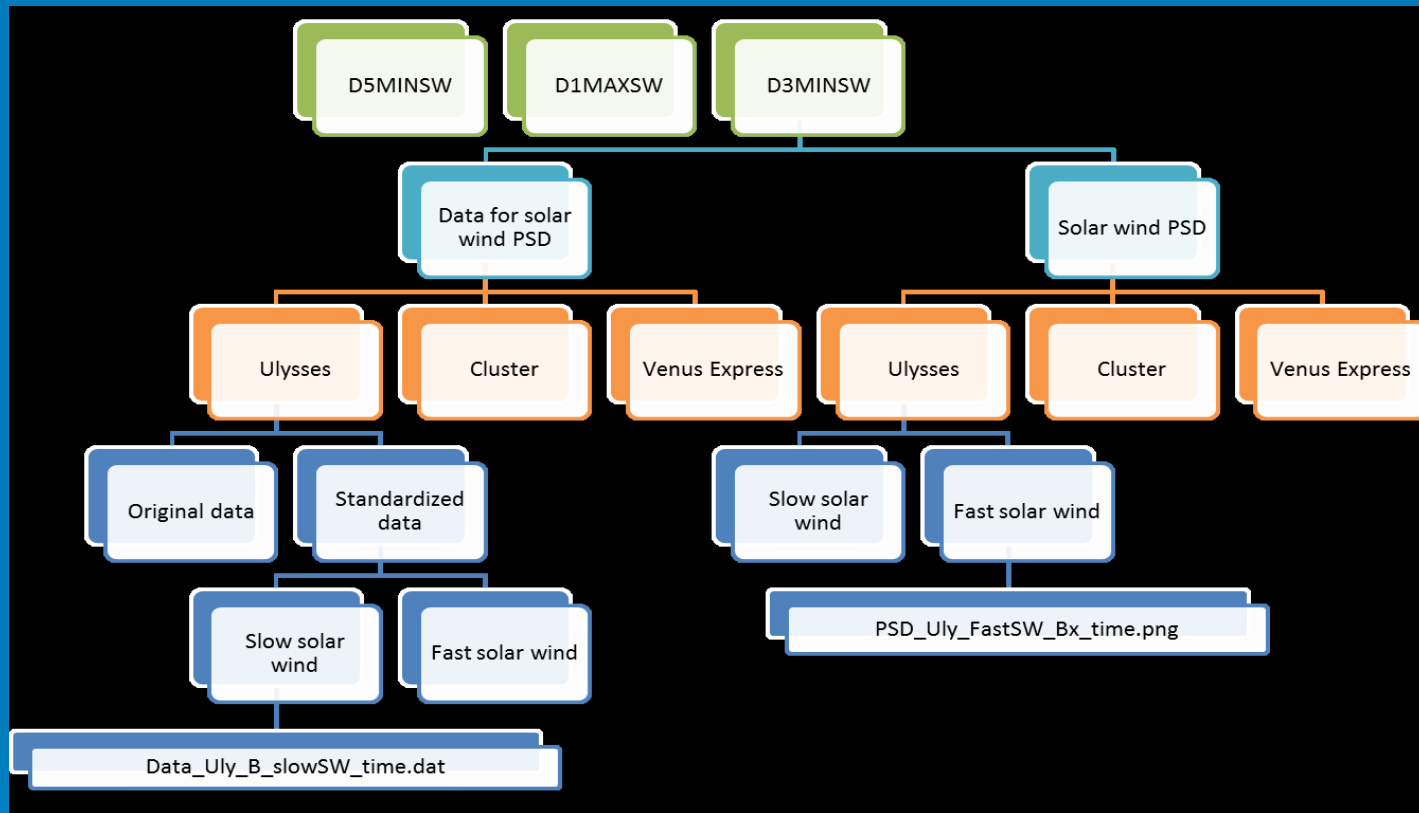 D5MINSW
D1MAXSW
D3MINSW
Data for solar
wind PSD
Solar wind PSD
Ulysses
Cluster
Venus Express
Ulysses
Cluster
Venus Express
Original data
Standardized
data
Slow solar
wind
Fast solar wind
Slow solar
wind
Fast solar wind
PSD_Uly_FastSW_Bx_time.png
Data_Uly_B_slowSW_time.dat